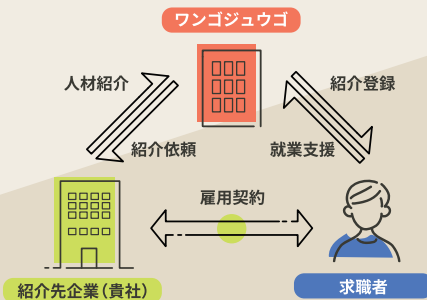 ワンゴジュウゴ
人材紹介
紹介登録
紹介依頼
就業支援
雇用契約
紹介先企業(貴社)
求職者